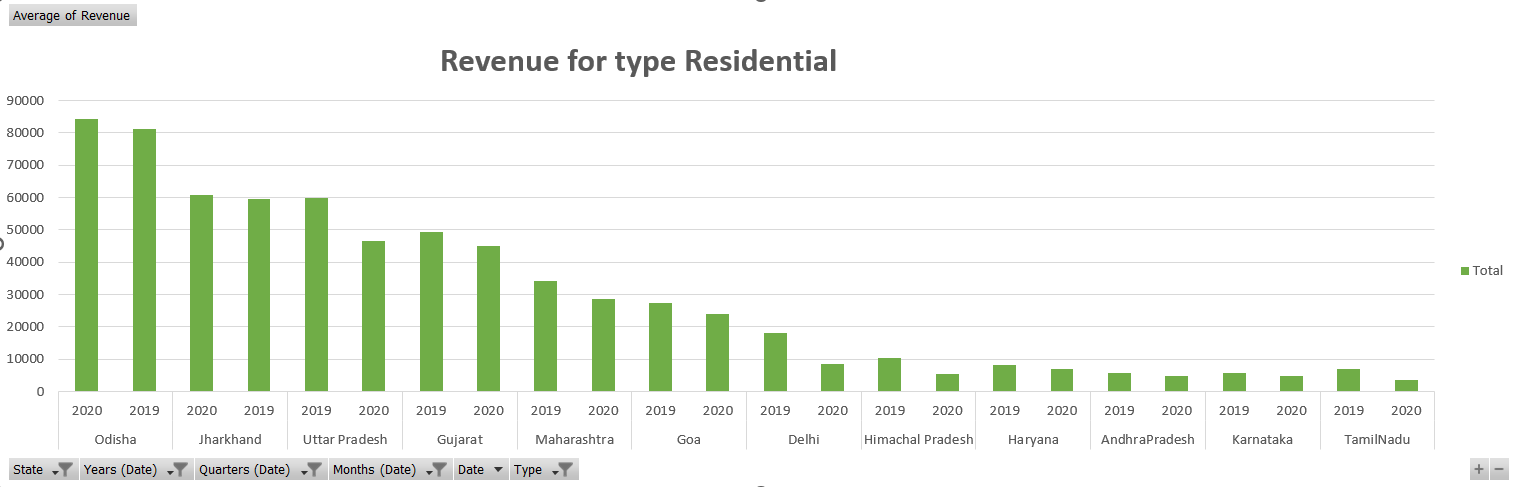 Average of Revenue
Revenue for type Residential
90000
80000
70000
60000
50000
40000
30000
20000
10000
0
Total
2020 2019 2020 2019 2019 2020 2019 2020 2019 2020 2019 2020 2019 2020 2019 2020 2019 2020 2019 2020 2019 2020 2019 2020
Odisha Jharkhand Uttar Pradesh Gujarat Maharashtra Goa Delhi Himachal Pradesh Haryana AndhraPradesh Karnataka TamilNadu
State Years (Date) Quarters (Date) Months (Date) Date Type + −